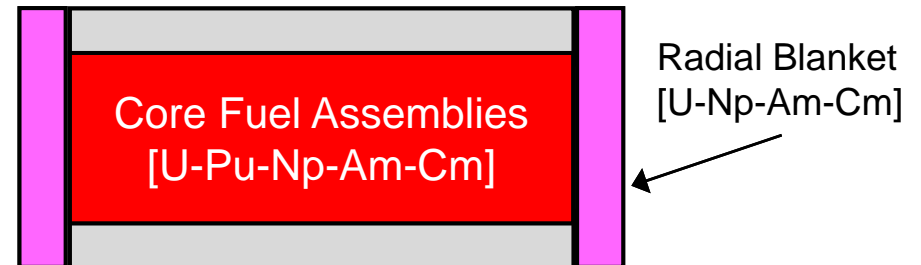 Core Fuel Assemblies
[U-Pu-Np-Am-Cm]
Radial Blanket
[U-Np-Am-Cm]